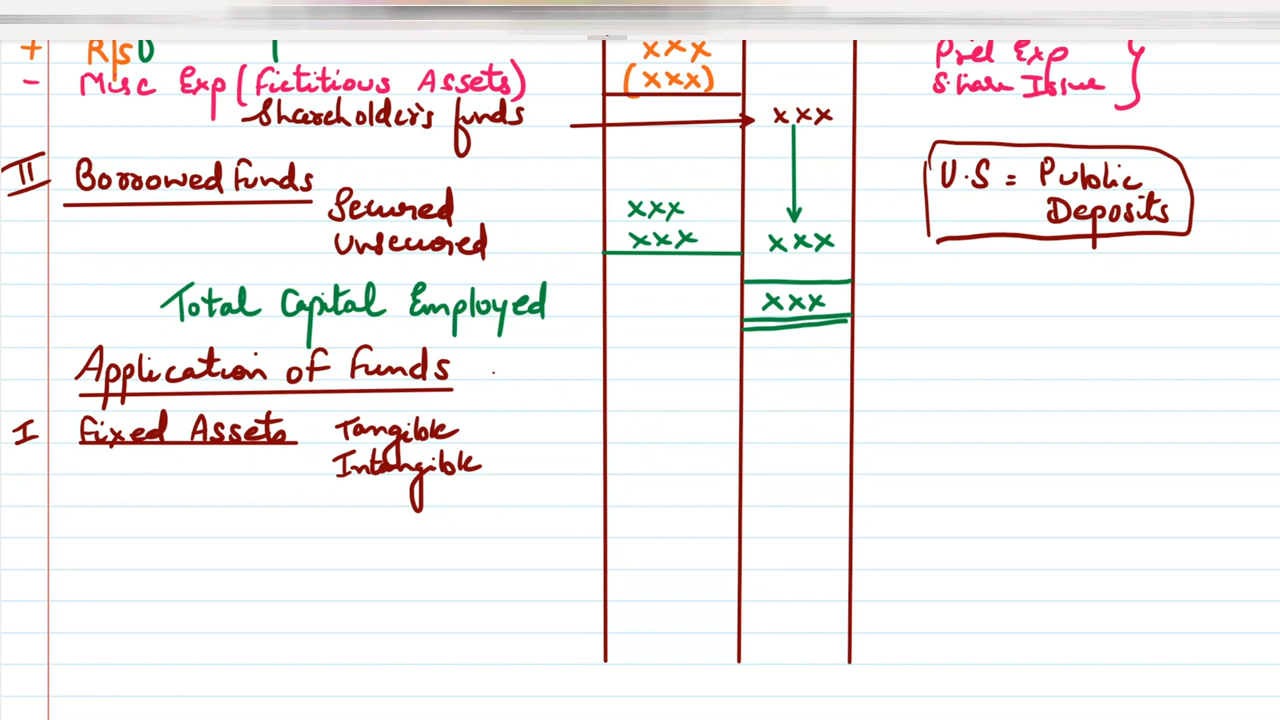 + R/s xxx Prel Exp
- Misc Exp (Fictitious Assets) (xxx) Share Issue
Shareholder's funds xxx
II Borrowed funds U.S = Public
Secured xxx Deposits
Unsecured xxx xxx
Total Capital Employed xxx
Application of Funds
I Fixed Assets Tangible
Intangible